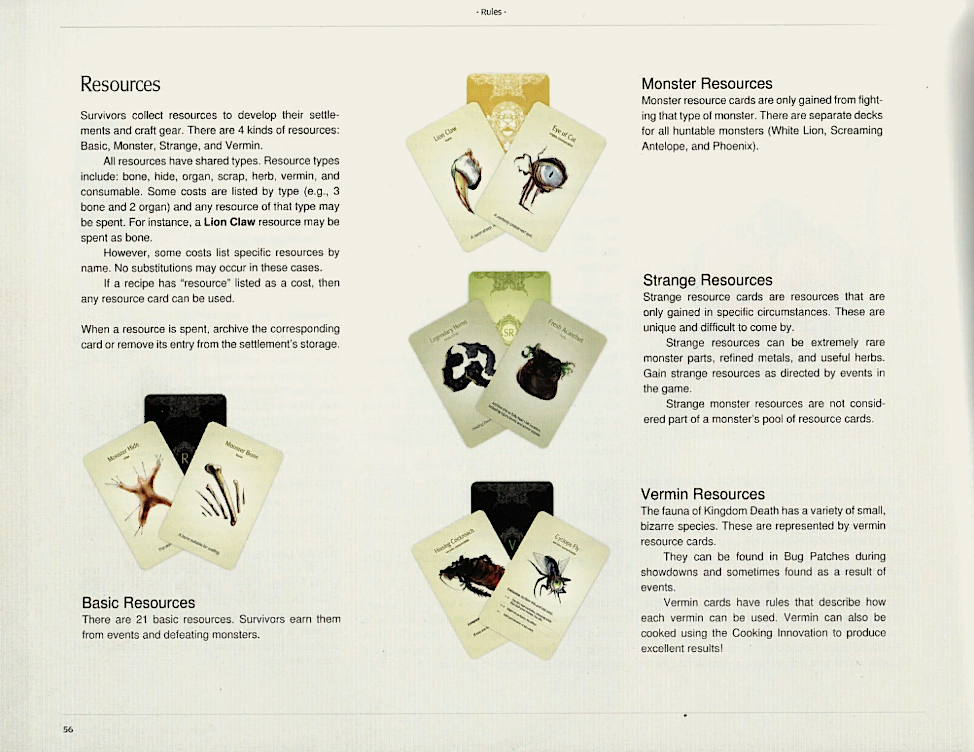 - Rules -
Resources
Survivors collect resources to develop their settle-
ments and craft gear. There are 4 kinds of resources:
Basic, Monster, Strange, and Vermin.
All resources have shared types. Resource types
include: bone, hide, organ, scrap, herb, vermin, and
consumable. Some costs are listed by type (e.g., 3
bone and 2 organ) and any resource of that type may
be spent. For instance, a Lion Claw resource may be
spent as bone.
However, some costs list specific resources by
name. No substitutions may occur in these cases.
If a recipe has "resource" listed as a cost, then
any resource card can be used.
When a resource is spent, archive the corresponding
card or remove its entry from the settlement's storage.
R
Monster Hide
Monster Bone
Basic Resources
There are 21 basic resources. Survivors earn them
from events and defeating monsters.
Lion Claw
Eye of Cat
A perfectly preserved eye.
Monster Resources
Monster resource cards are only gained from fight-
ing that type of monster. There are separate decks
for all huntable monsters (White Lion, Screaming
Antelope, and Phoenix).
SR
Legendary Horns
Fresh Acanthus
Strange Resources
Strange resource cards are resources that are
only gained in specific circumstances. These are
unique and difficult to come by.
Strange resources can be extremely rare
monster parts, refined metals, and useful herbs.
Gain strange resources as directed by events in
the game.
Strange monster resources are not consid-
ered part of a monster's pool of resource cards.
V
Hissing Cockroach
Cyclops Fly
Vermin Resources
The fauna of Kingdom Death has a variety of small,
bizarre species. These are represented by vermin
resource cards.
They can be found in Bug Patches during
showdowns and sometimes found as a result of
events.
Vermin cards have rules that describe how
each vermin can be used. Vermin can also be
cooked using the Cooking Innovation to produce
excellent results!
56